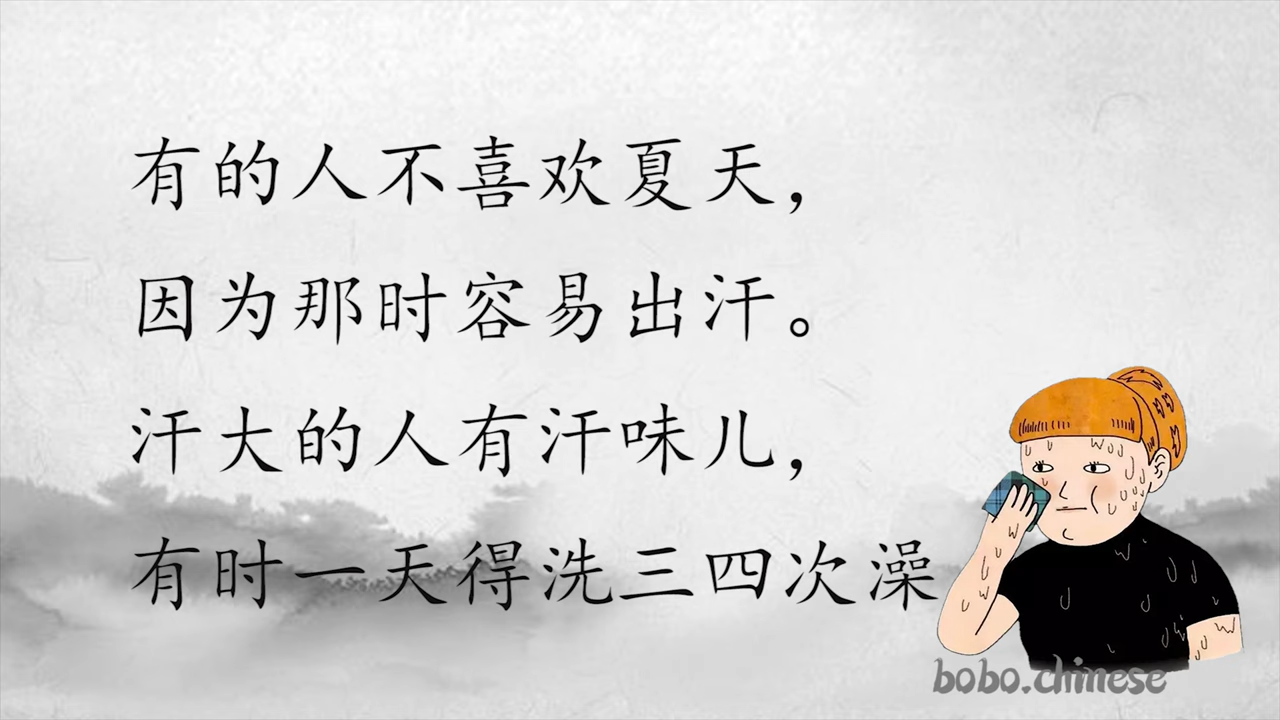 有的人不喜欢夏天，
因为那时容易出汗。
汗大的人有汗味儿，
有时一天得洗三四次澡
bobo.chinese